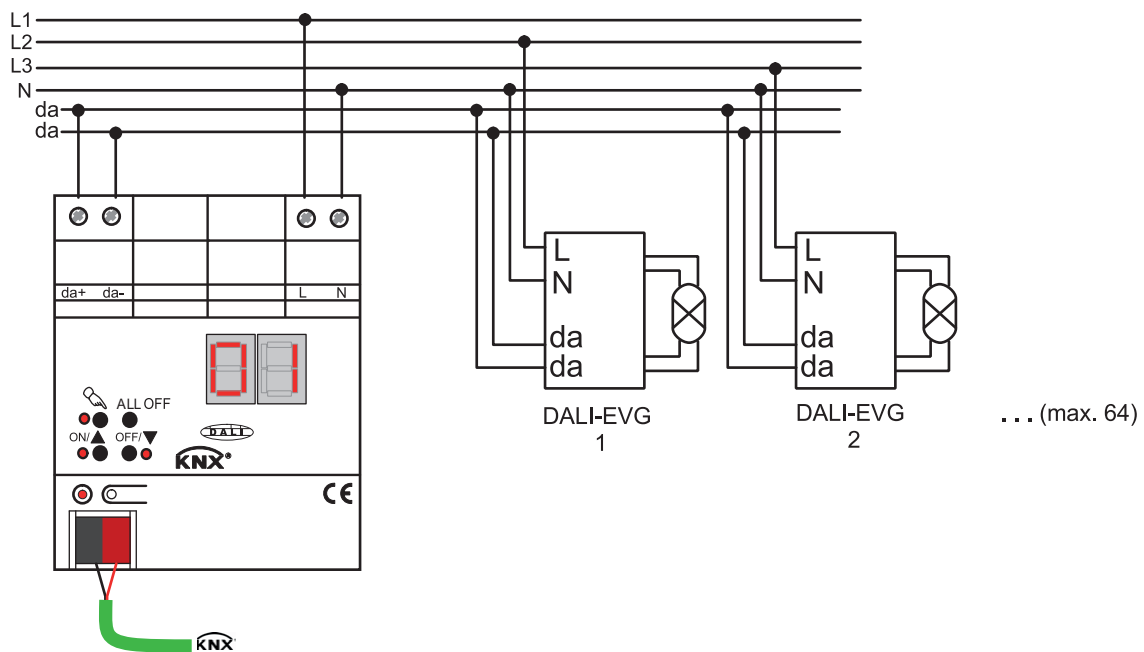 L1
L2
L3
N
da
da
da+ da- L N
01
ALL OFF
ON/▲ OFF/▼
DALI
KNX®
CE
KNX
L
N
da
da
DALI-EVG
1
L
N
da
da
DALI-EVG
2
... (max. 64)